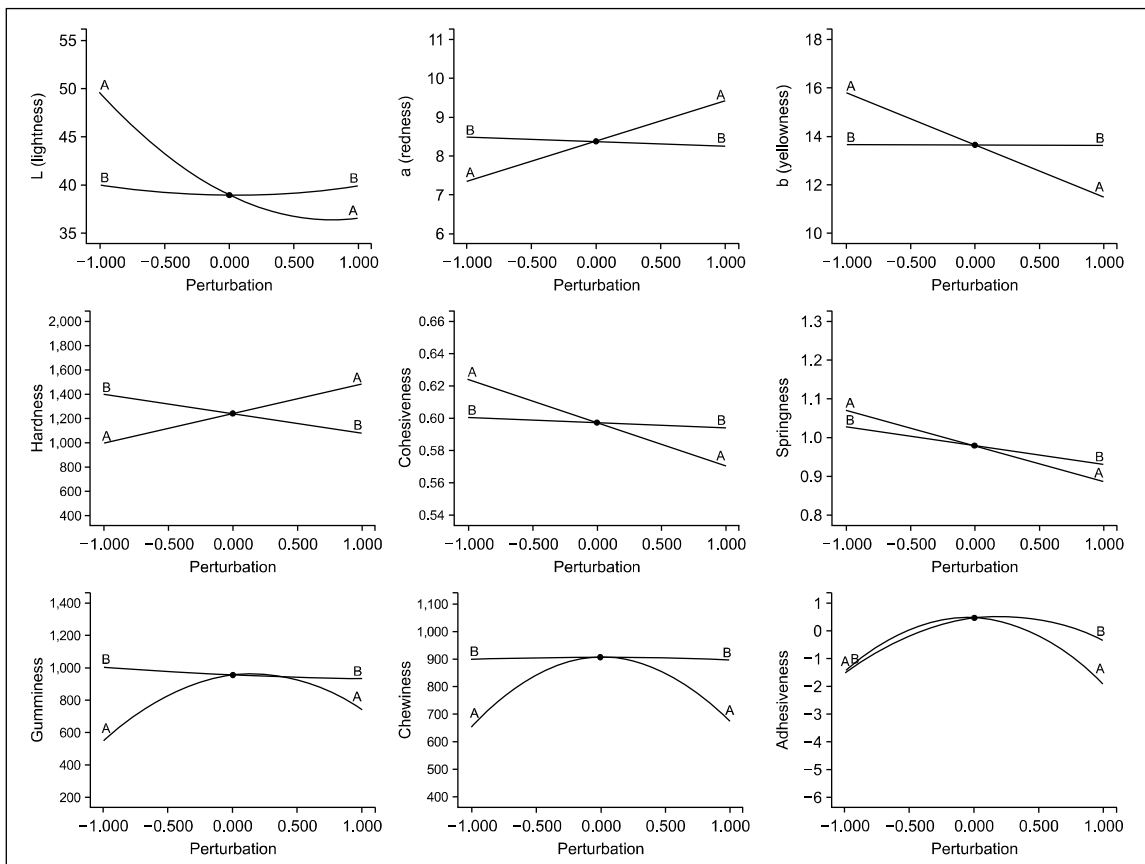 L (lightness)
55
50
45
40
35
A
B
B
A
−1.000 −0.500 0.000 0.500 1.000
Perturbation
a (redness)
11
10
9
8
7
6
B
A
A
B
−1.000 −0.500 0.000 0.500 1.000
Perturbation
b (yellowness)
18
16
14
12
10
A
B
B
A
−1.000 −0.500 0.000 0.500 1.000
Perturbation
Hardness
2,000
1,800
1,600
1,400
1,200
1,000
800
600
400
B
A
A
B
−1.000 −0.500 0.000 0.500 1.000
Perturbation
Cohesiveness
0.66
0.64
0.62
0.60
0.58
0.56
0.54
A
B
B
A
−1.000 −0.500 0.000 0.500 1.000
Perturbation
Springness
1.3
1.2
1.1
1.0
0.9
0.8
A
B
B
A
−1.000 −0.500 0.000 0.500 1.000
Perturbation
Gumminess
1,400
1,200
1,000
800
600
400
200
B
A
B
A
−1.000 −0.500 0.000 0.500 1.000
Perturbation
Chewiness
1,100
1,000
900
800
700
600
500
400
B
A
B
A
−1.000 −0.500 0.000 0.500 1.000
Perturbation
Adhesiveness
1
0
−1
−2
−3
−4
−5
−6
A B
B
A
−1.000 −0.500 0.000 0.500 1.000
Perturbation